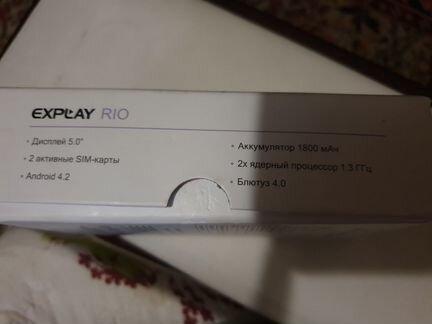 EXPLAY RIO
• Дисплей 5.0"
• 2 активные SIM-карты
• Android 4.2
• Аккумулятор 1800 мАч
• 2х ядерный процессор 1.3 ГГц
• Блютуз 4.0